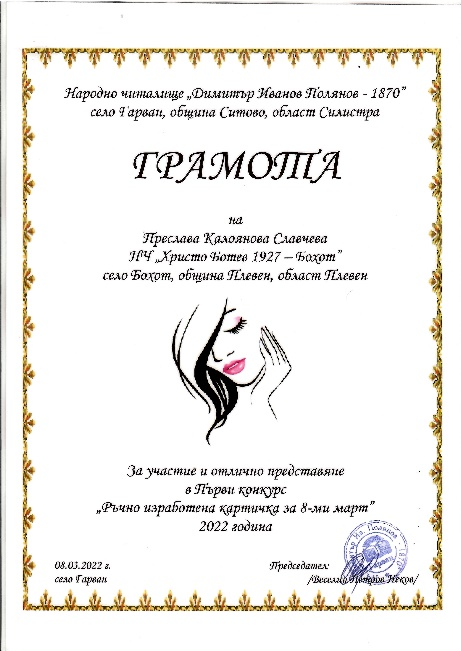 Народно читалище „Димитър Иванов Полянов - 1870”
село Гарван, община Ситово, област Силистра
ГРАМОТА
на
Преслава Калоянова Славчева
НЧ „Христо Ботев 1927 – Бохот”
село Бохот, община Плевен, област Плевен
За участие и отлично представяне
в Първи конкурс
„Ръчно изработена картичка за 8-ми март”
2022 година
08.03.2022 г.
Председател:
село Гарван